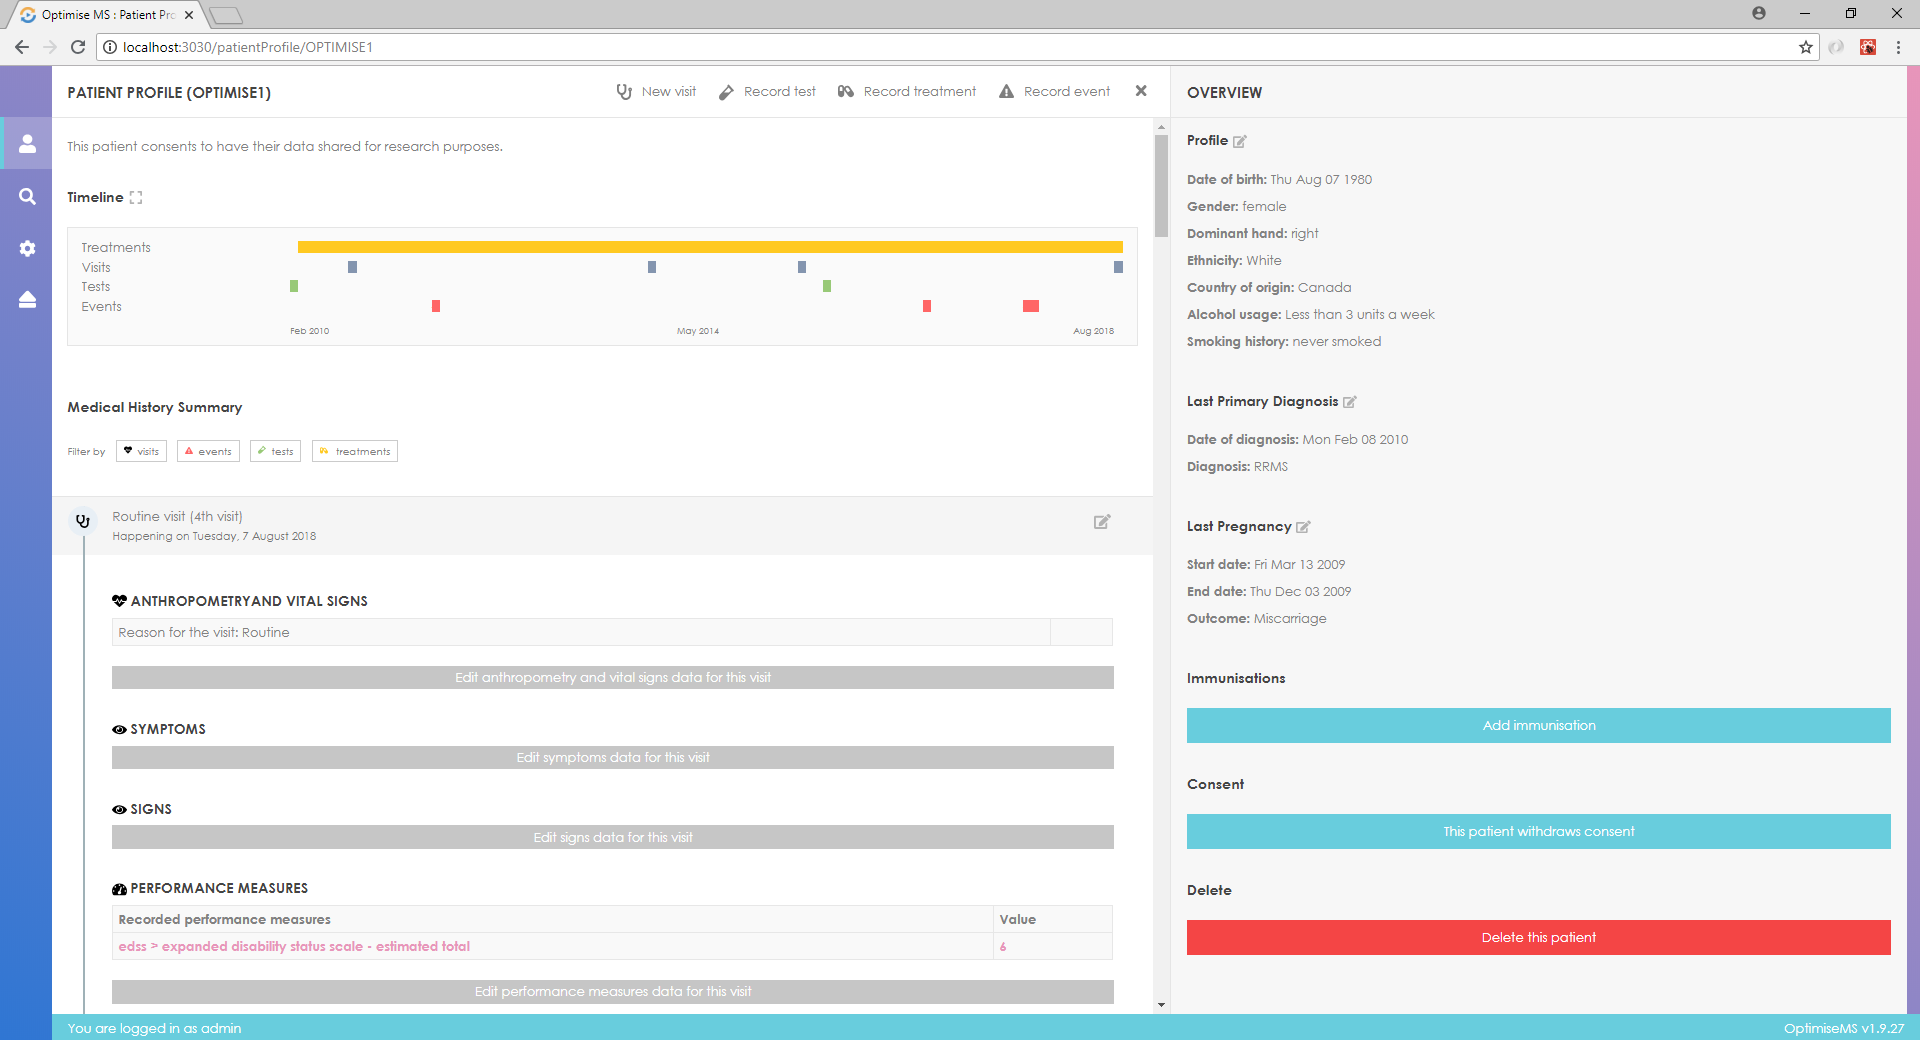 Optimise MS : Patient Pro
localhost:3030/patientProfile/OPTIMISE1
PATIENT PROFILE (OPTIMISE1)
New visit
Record test
Record treatment
Record event
This patient consents to have their data shared for research purposes.
Timeline
Treatments
Visits
Tests
Events
Feb 2010
May 2014
Aug 2018
Medical History Summary
Filter by
visits
events
tests
treatments
Routine visit (4th visit)
Happening on Tuesday, 7 August 2018
ANTHROPOMETRYAND VITAL SIGNS
Reason for the visit: Routine
Edit anthropometry and vital signs data for this visit
SYMPTOMS
Edit symptoms data for this visit
SIGNS
Edit signs data for this visit
PERFORMANCE MEASURES
Recorded performance measures
Value
edss > expanded disability status scale - estimated total
6
Edit performance measures data for this visit
OVERVIEW
Profile
Date of birth: Thu Aug 07 1980
Gender: female
Dominant hand: right
Ethnicity: White
Country of origin: Canada
Alcohol usage: Less than 3 units a week
Smoking history: never smoked
Last Primary Diagnosis
Date of diagnosis: Mon Feb 08 2010
Diagnosis: RRMS
Last Pregnancy
Start date: Fri Mar 13 2009
End date: Thu Dec 03 2009
Outcome: Miscarriage
Immunisations
Add immunisation
Consent
This patient withdraws consent
Delete
Delete this patient
You are logged in as admin
OptimiseMS v1.9.27